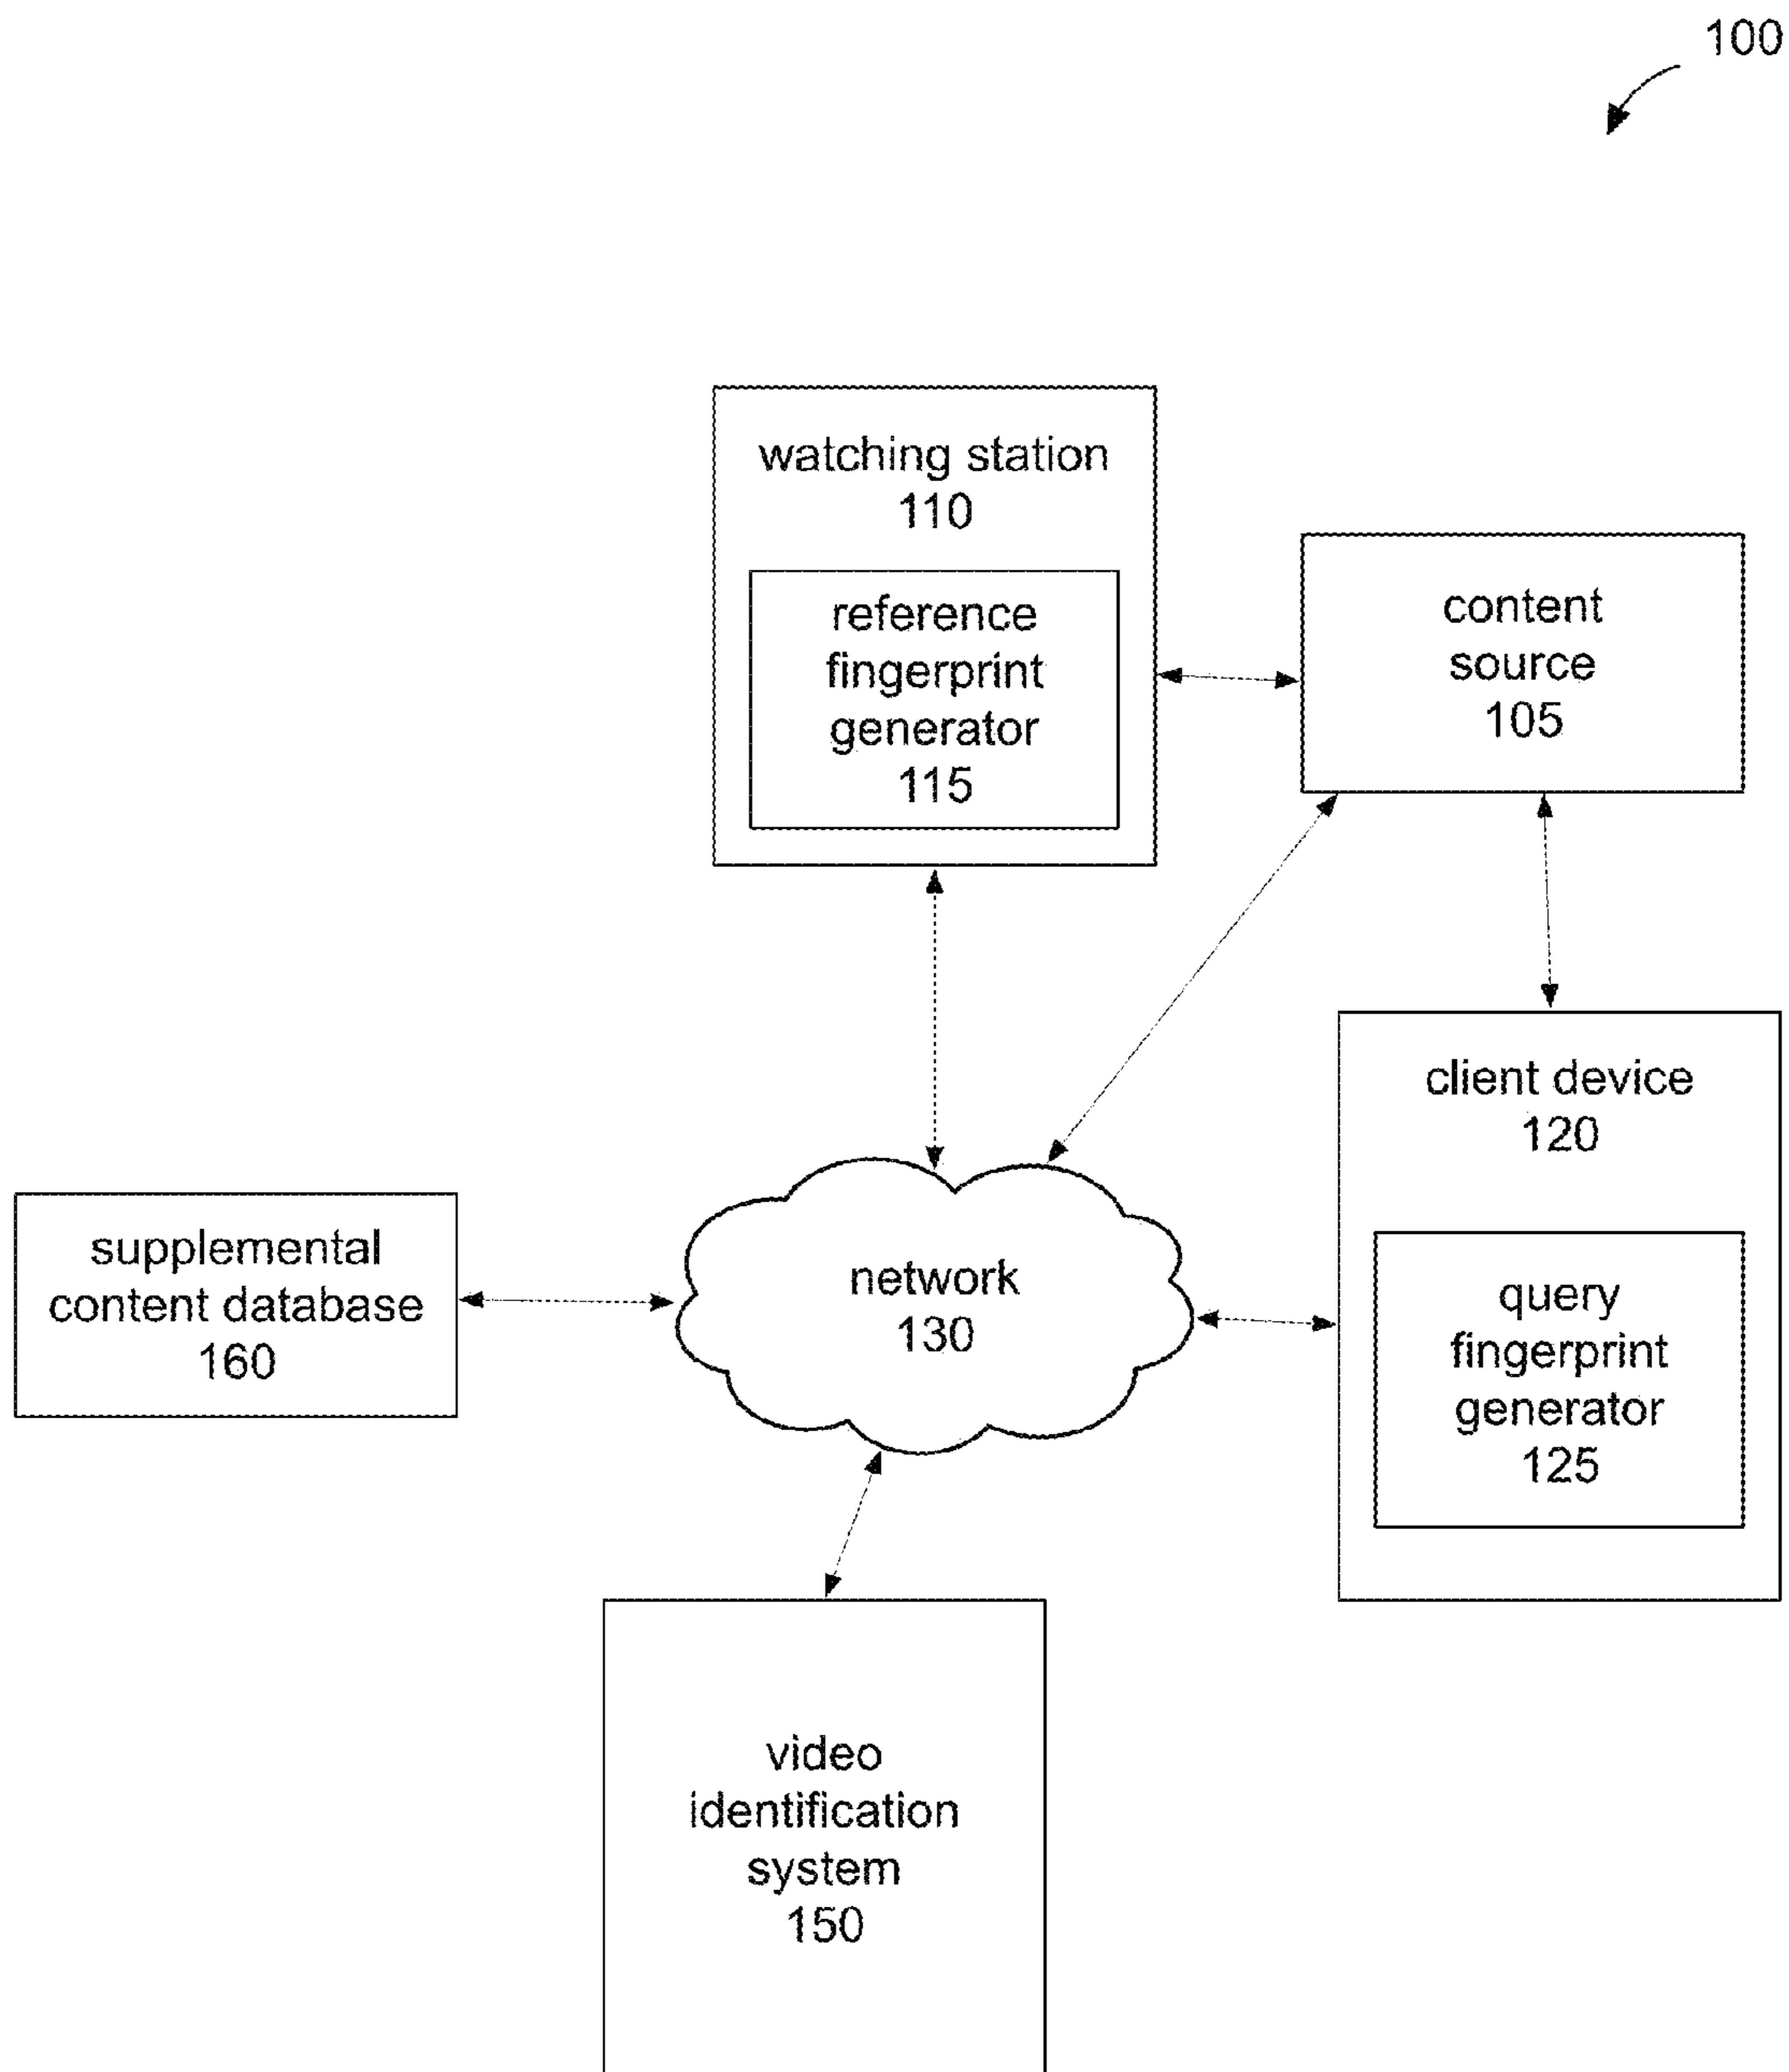 100
watching station
110
reference
fingerprint
generator
115
content
source
105
client device
120
query
fingerprint
generator
125
supplemental
content database
160
network
130
video
identification
system
150